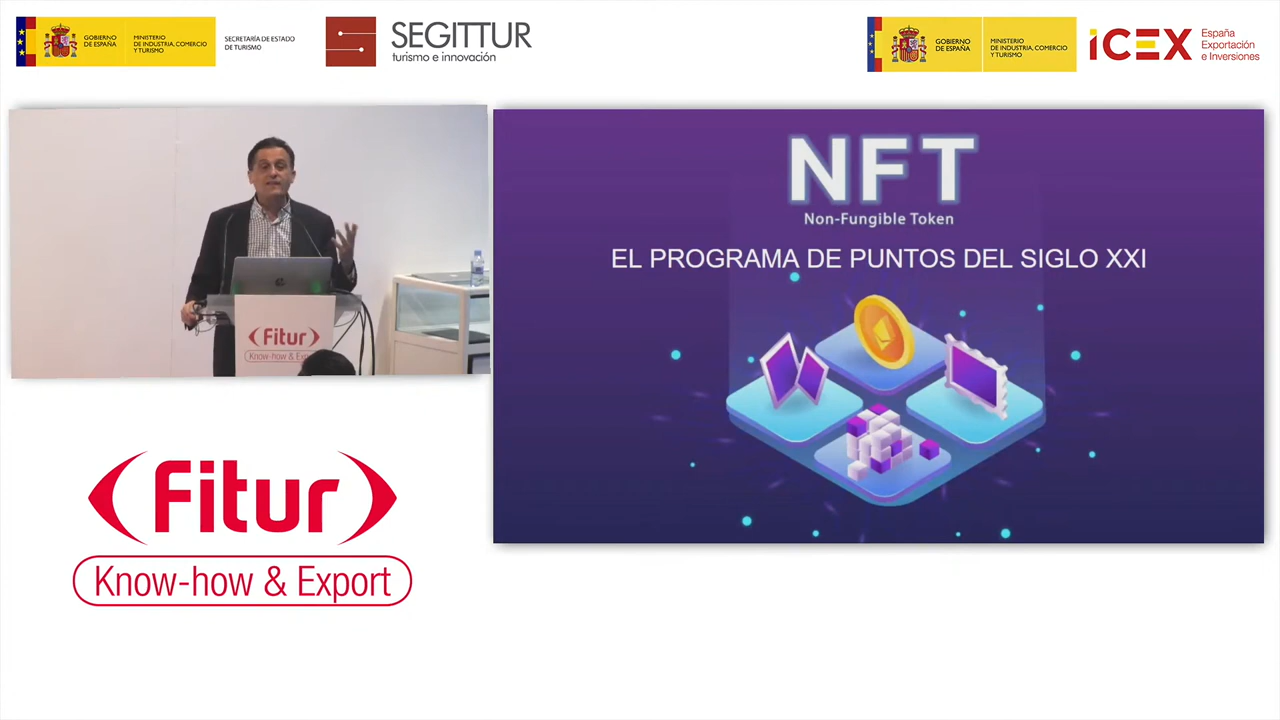 GOBIERNO
DE ESPAÑA
MINISTERIO
DE INDUSTRIA, COMERCIO
Y TURISMO
SECRETARÍA DE ESTADO
DE TURISMO
SEGITTUR
turismo e innovación
GOBIERNO
DE ESPAÑA
MINISTERIO
DE INDUSTRIA, COMERCIO
Y TURISMO
iCEX
España
Exportación
e Inversiones
Fitur
Know-how & Exp
NFT
Non-Fungible Token
EL PROGRAMA DE PUNTOS DEL SIGLO XXI
Fitur
Know-how & Export